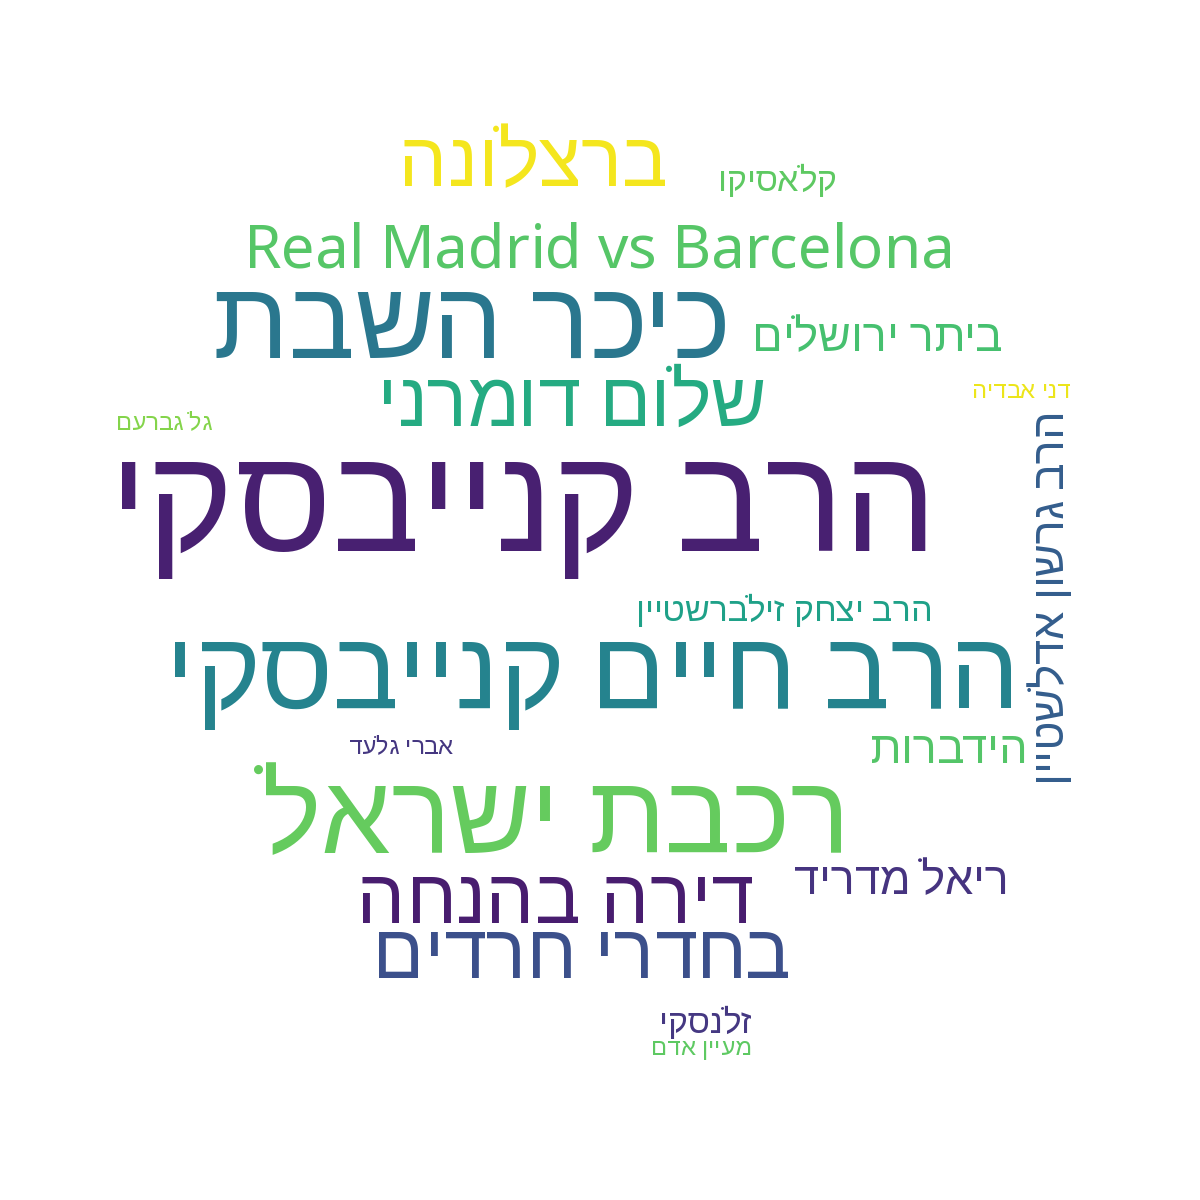 ברצלונה
קלאסיקו
Real Madrid vs Barcelona
כיכר השבת
ביתר ירושלים
שלום דומרני
דני אבדיה
גל גברעם
הרב קנייבסקי
הרב גרשון אדלשטיין
הרב יצחק זילברשטיין
הרב חיים קנייבסקי
אברי גלעד
הידברות
רכבת ישראל
ריאל מדריד
דירה בהנחה
בחדרי חרדים
זלנסקי
מעיין אדם